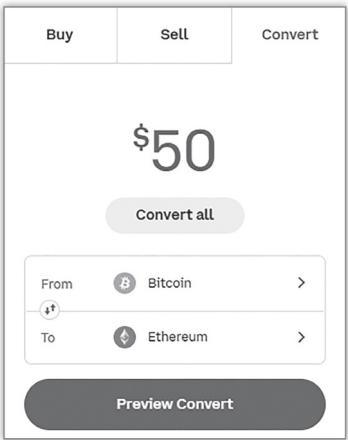 Buy Sell Convert
$50
Convert all
From Bitcoin
To Ethereum
Preview Convert